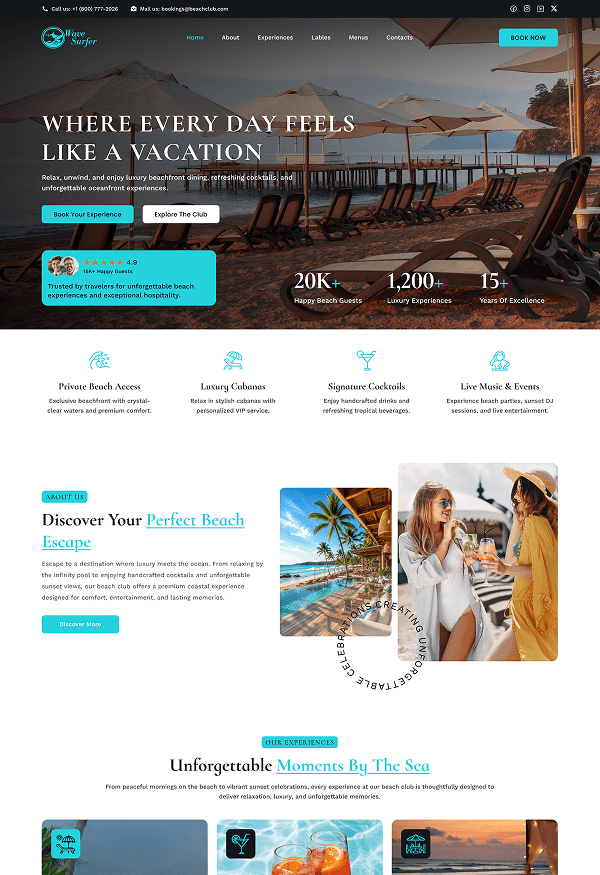 Call us: +1 (800) 777-2026
Mail us: bookings@beachclub.com
Wave
Surfer
Home
About
Experiences
Lables
Menus
Contacts
BOOK NOW
WHERE EVERY DAY FEELS
LIKE A VACATION
Relax, unwind, and enjoy luxury beachfront dining, refreshing cocktails, and
unforgettable oceanfront experiences.
Book Your Experience
Explore The Club
4.9
15K+ Happy Guests
Trusted by travelers for unforgettable beach
experiences and exceptional hospitality.
20K+
Happy Beach Guests
1,200+
Luxury Experiences
15+
Years Of Excellence
Private Beach Access
Exclusive beachfront with crystal-
clear waters and premium comfort.
Luxury Cabanas
Relax in stylish cabanas with
personalized VIP service.
Signature Cocktails
Enjoy handcrafted drinks and
refreshing tropical beverages.
Live Music & Events
Experience beach parties, sunset DJ
sessions, and live entertainment.
ABOUT US
Discover Your Perfect Beach
Escape
Escape to a destination where luxury meets the ocean. From relaxing by
the infinity pool to enjoying handcrafted cocktails and unforgettable
sunset views, our beach club offers a premium coastal experience
designed for comfort, entertainment, and lasting memories.
Discover More
CREATING UNFORGETTABLE CELEBRATIONS
OUR EXPERIENCES
Unforgettable Moments By The Sea
From peaceful mornings on the beach to vibrant sunset celebrations, every experience at our beach club is thoughtfully designed to
deliver relaxation, luxury, and unforgettable memories.